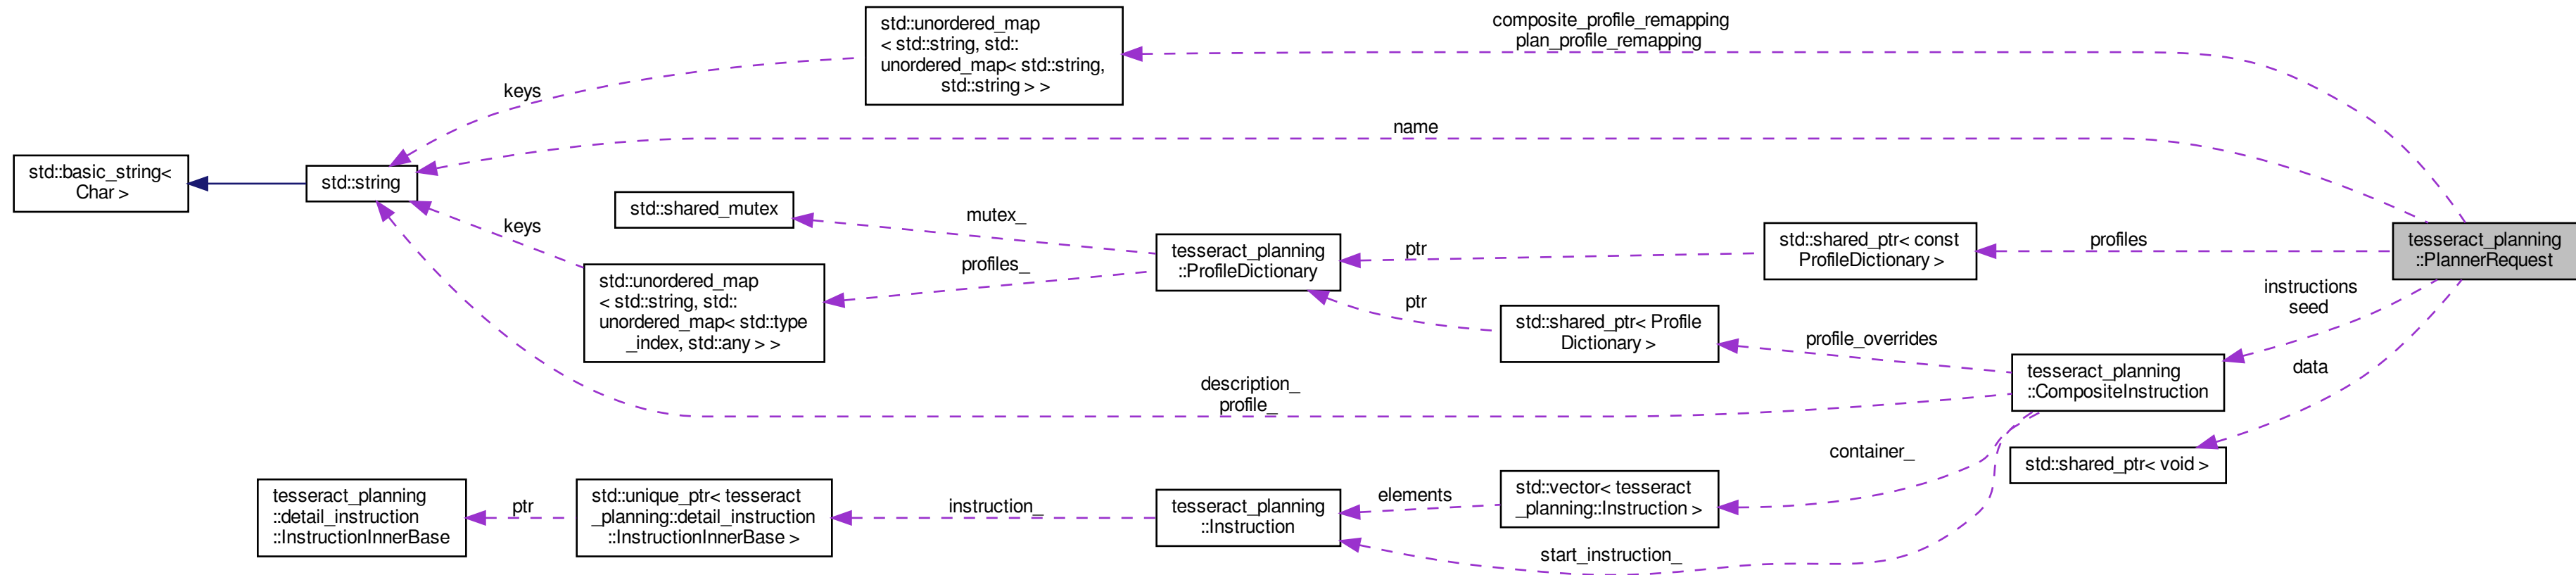 std::unordered_map
< std::string, std::
unordered_map< std::string,
std::string > >
composite_profile_remapping
plan_profile_remapping
keys
name
std::basic_string<
Char >
std::string
std::shared_mutex
mutex_
keys
profiles_
tesseract_planning
::ProfileDictionary
ptr
std::shared_ptr< const
ProfileDictionary >
profiles
tesseract_planning
::PlannerRequest
std::unordered_map
< std::string, std::
unordered_map< std::type
_index, std::any > >
ptr
std::shared_ptr< Profile
Dictionary >
profile_overrides
instructions
seed
tesseract_planning
::CompositeInstruction
data
description_
profile_
container_
std::shared_ptr< void >
tesseract_planning
::detail_instruction
::InstructionInnerBase
ptr
std::unique_ptr< tesseract
_planning::detail_instruction
::InstructionInnerBase >
instruction_
tesseract_planning
::Instruction
elements
std::vector< tesseract
_planning::Instruction >
start_instruction_